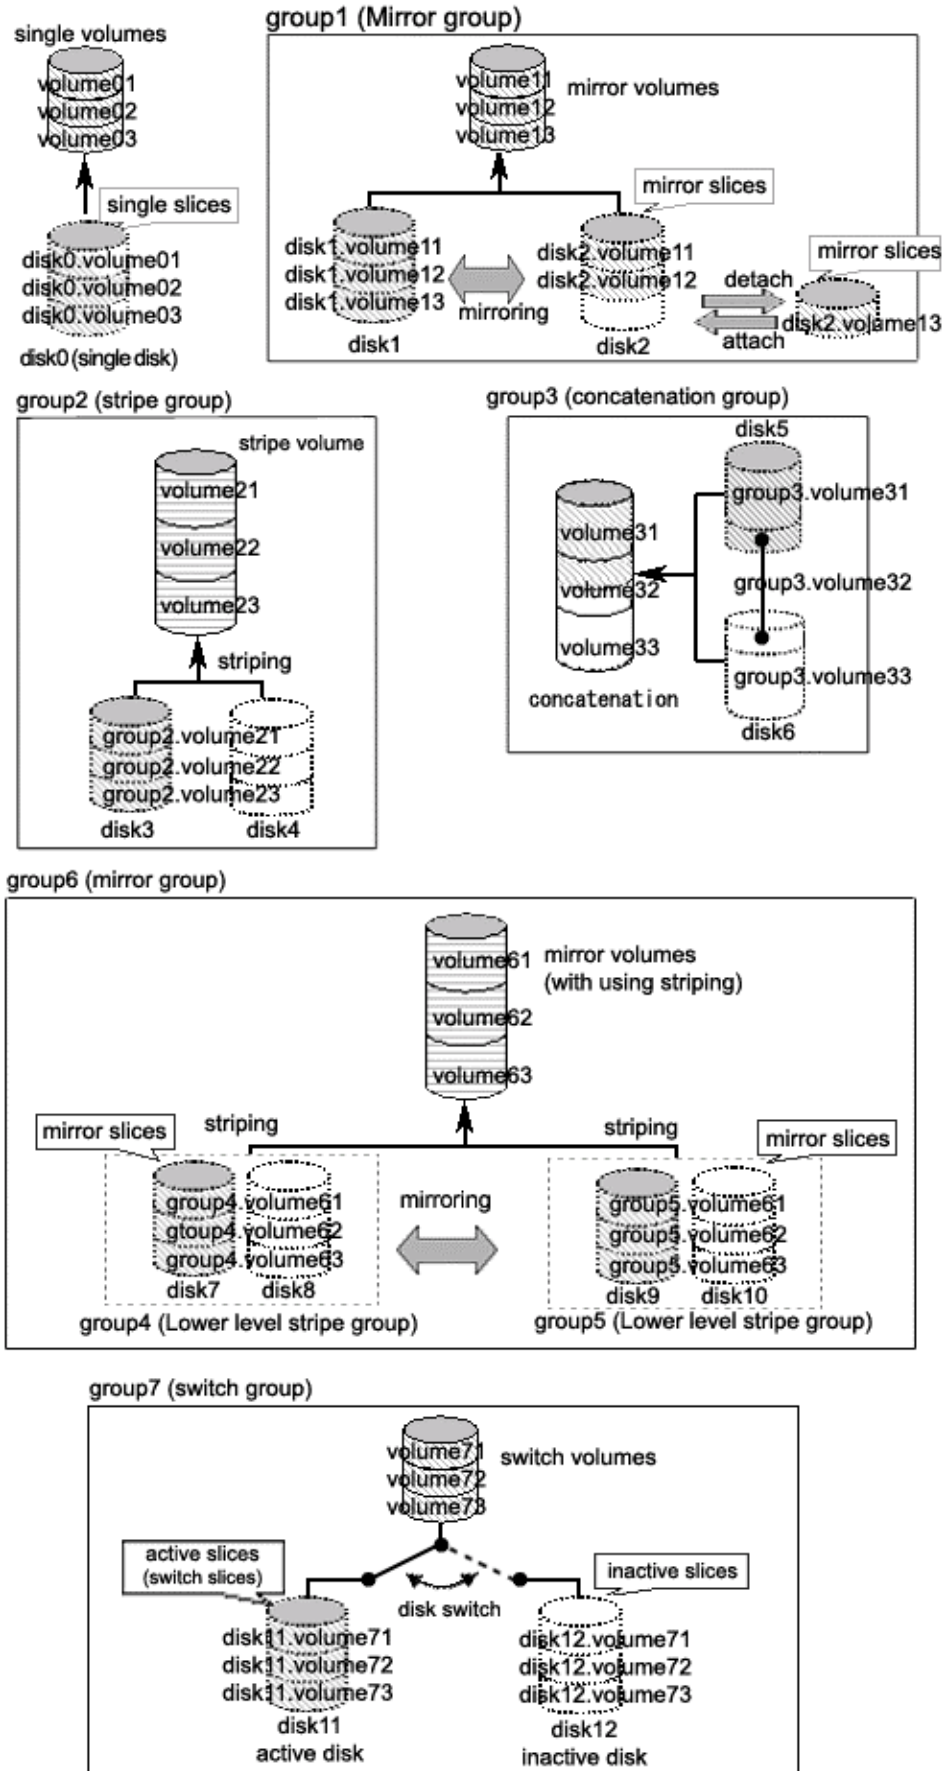 single volumes
volume01
volume02
volume03
single slices
disk0.volume01
disk0.volume02
disk0.volume03
disk0(single disk)
group1 (Mirror group)
volume11
volume12
volume13
mirror volumes
mirror slices
disk1.volume11
disk1.volume12
disk1.volume13
disk1
mirroring
disk2.volume11
disk2.volume12
disk2
detach
attach
mirror slices
disk2.volume13
group2 (stripe group)
stripe volume
volume21
volume22
volume23
striping
group2.volume21
group2.volume22
group2.volume23
disk3
disk4
group3 (concatenation group)
disk5
group3.volume31
volume31
volume32
volume33
group3.volume32
group3.volume33
concatenation
disk6
group6 (mirror group)
volume61
volume62
volume63
mirror volumes
(with using striping)
mirror slices
striping
striping
mirror slices
group4.volume61
gtoup4.volume62
group4.volume63
disk7
disk8
mirroring
group5.volume61
group5.volume62
group5.volume63
disk9
disk10
group4 (Lower level stripe group)
group5 (Lower level stripe group)
group7 (switch group)
volume71
volume72
volume73
switch volumes
active slices
(switch slices)
disk switch
inactive slices
disk11.volume71
disk11.volume72
disk11.volume73
disk11
active disk
disk12.volume71
disk12.volume72
disk12.volume73
disk12
inactive disk